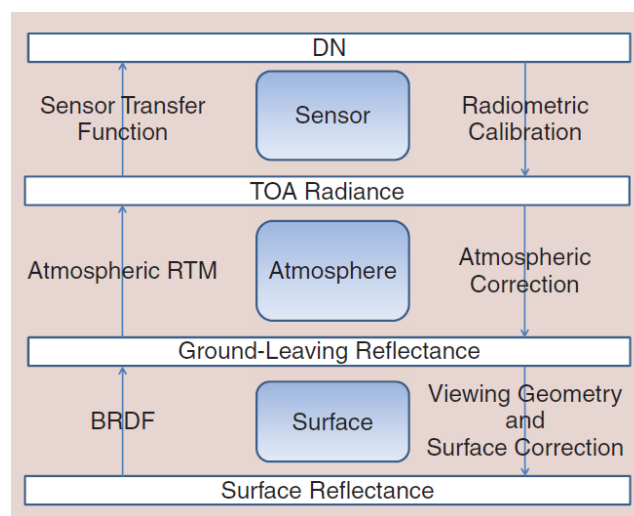 DN
Sensor Transfer
Function
Sensor
Radiometric
Calibration
TOA Radiance
Atmospheric RTM
Atmosphere
Atmospheric
Correction
Ground-Leaving Reflectance
BRDF
Surface
Viewing Geometry
and
Surface Correction
Surface Reflectance